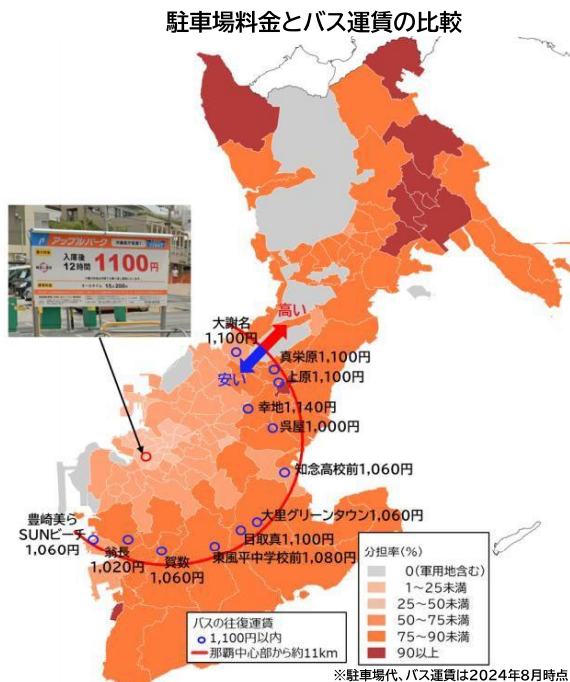 駐車場料金とバス運賃の比較
アップルパーク
入庫後
12時間
1100円
大謝名
1,100円
高い
安い
真栄原1,100円
上原1,100円
幸地1,140円
呉屋1,000円
知念高校前1,060円
大里グリーンタウン1,060円
目取真1,100円
東風平中学校前1,080円
豊崎美ら
SUNビーチ
1,060円
翁長
1,020円
賀数
1,060円
バスの往復運賃
1,100円以内
那覇中心部から約11km
分担率(%)
0(軍用地含む)
1~25未満
25~50未満
50~75未満
75~90未満
90以上
※駐車場代、バス運賃は2024年8月時点